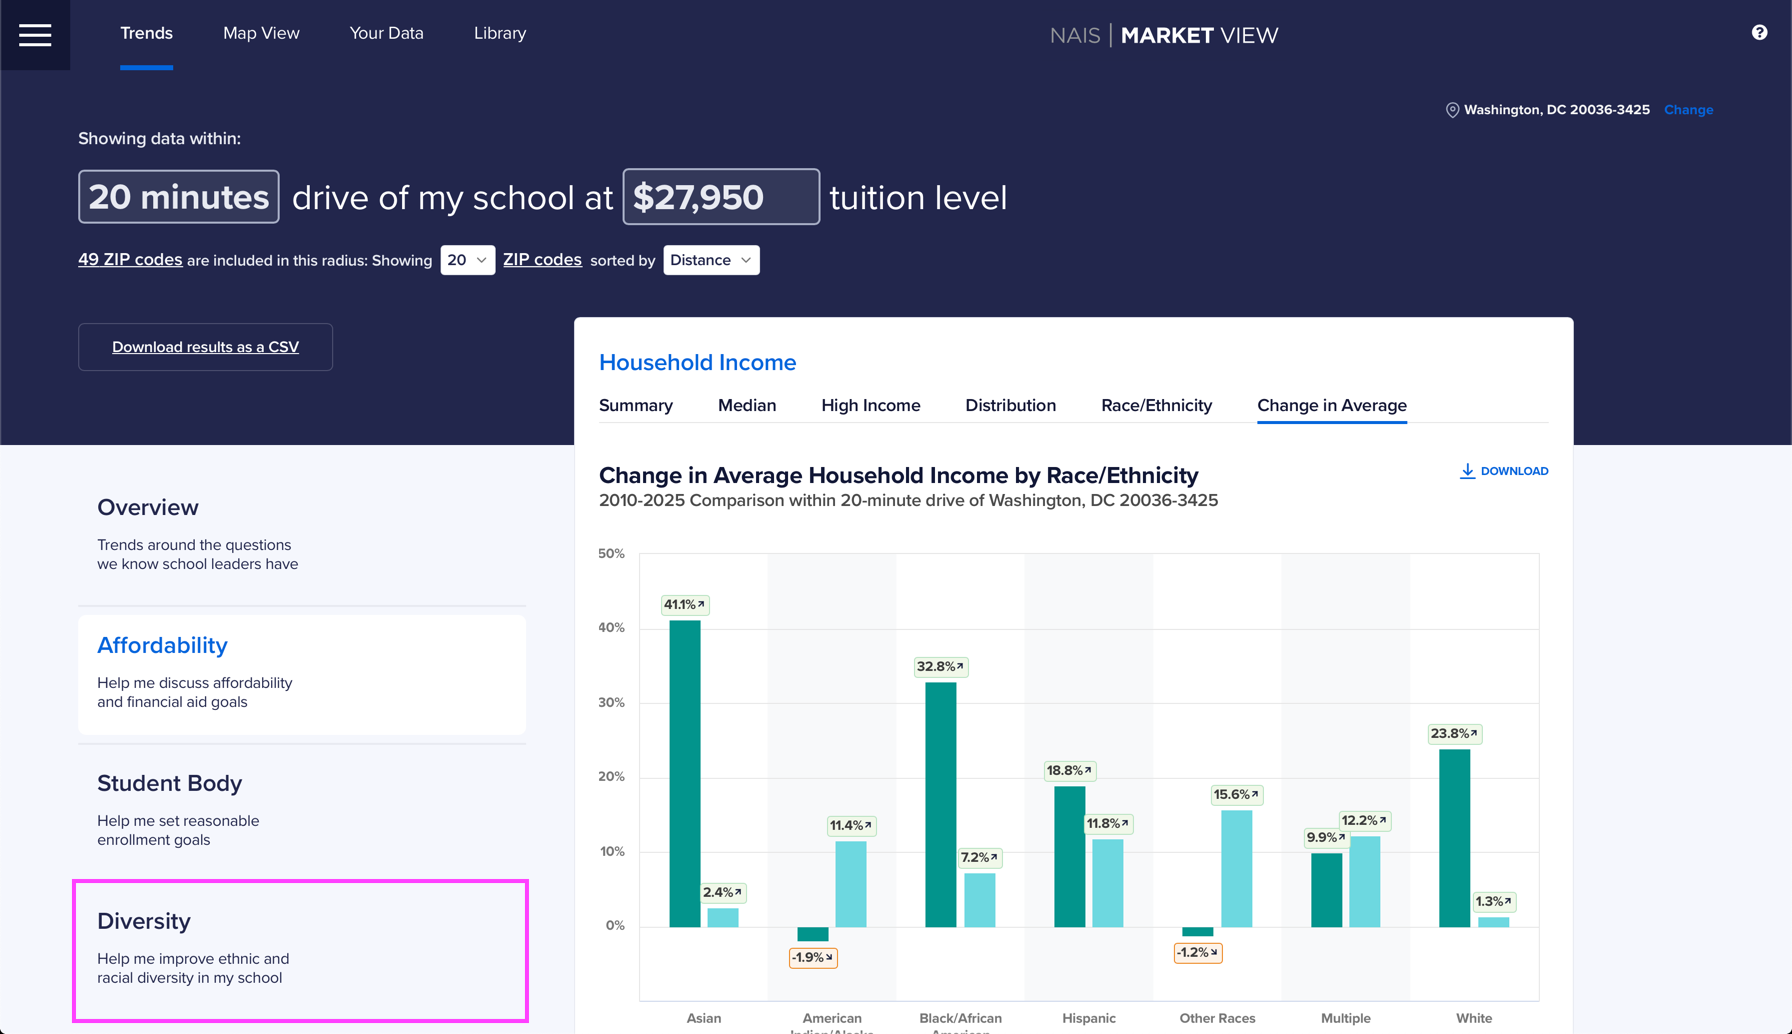 Trends Map View Your Data Library
NAIS | MARKET VIEW
?
Washington, DC 20036-3425 Change
Showing data within:
20 minutes drive of my school at $27,950 tuition level
49 ZIP codes are included in this radius: Showing 20 ZIP codes sorted by Distance
Download results as a CSV
Household Income
Summary Median High Income Distribution Race/Ethnicity Change in Average
Change in Average Household Income by Race/Ethnicity
DOWNLOAD
2010-2025 Comparison within 20-minute drive of Washington, DC 20036-3425
Overview
Trends around the questions
we know school leaders have
Affordability
Help me discuss affordability
and financial aid goals
Student Body
Help me set reasonable
enrollment goals
Diversity
Help me improve ethnic and
racial diversity in my school
50%
40%
30%
20%
10%
0%
41.1%↗
2.4%↗
-1.9%↘
11.4%↗
32.8%↗
7.2%↗
18.8%↗
11.8%↗
-1.2%↘
15.6%↗
9.9%↗
12.2%↗
23.8%↗
1.3%↗
Asian
American
Black/African
Hispanic
Other Races
Multiple
White